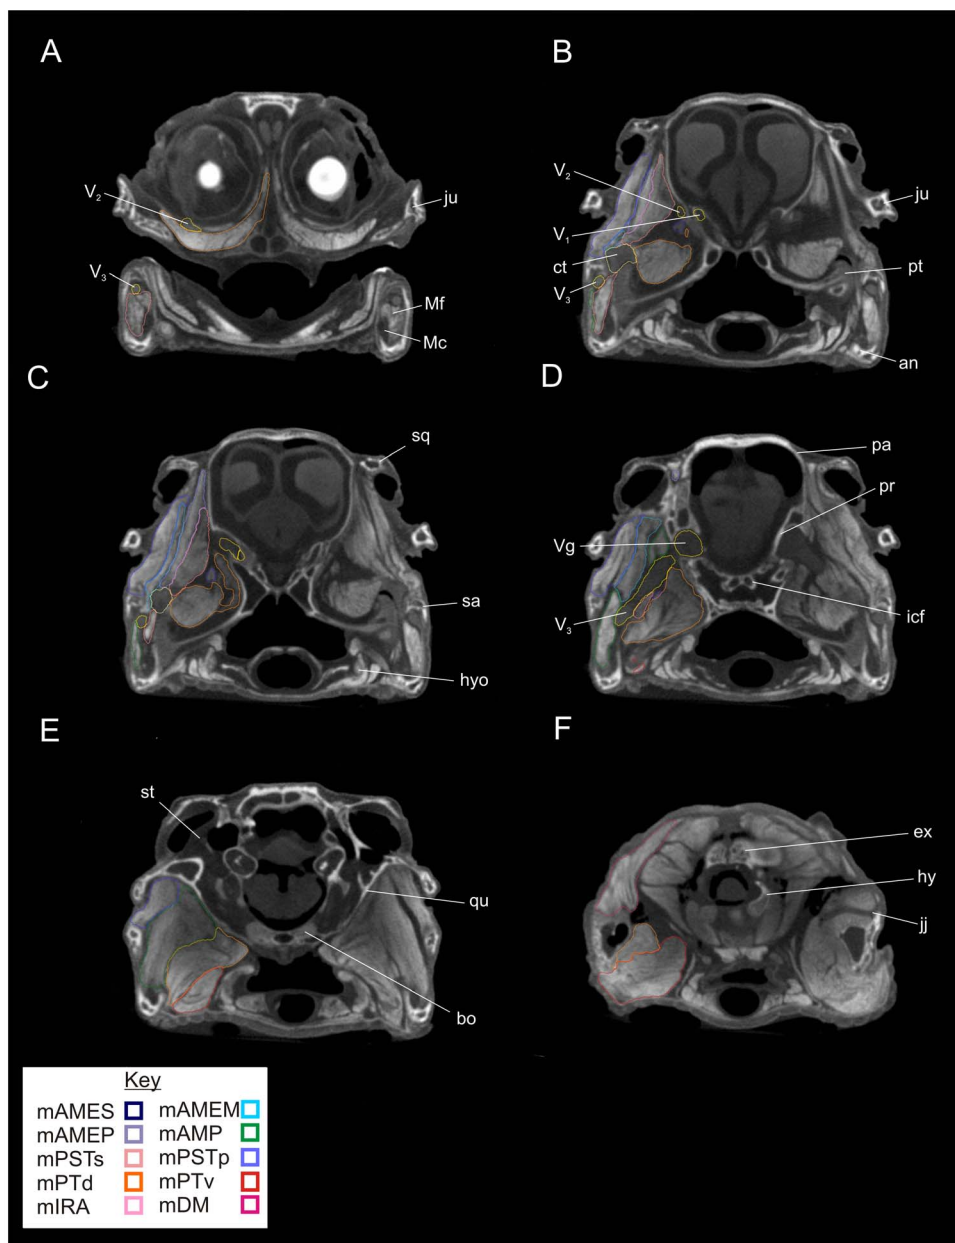 A
B
V2
ju
V3
Mf
Mc
V2
V1
ct
V3
ju
pt
an
C
D
sq
sa
hyo
pa
pr
Vg
V3
icf
E
F
st
qu
bo
ex
hy
jj
Key
mAMES mAMEM
mAMEP mAMP
mPSTs mPSTp
mPTd mPTv
mIRA mDM